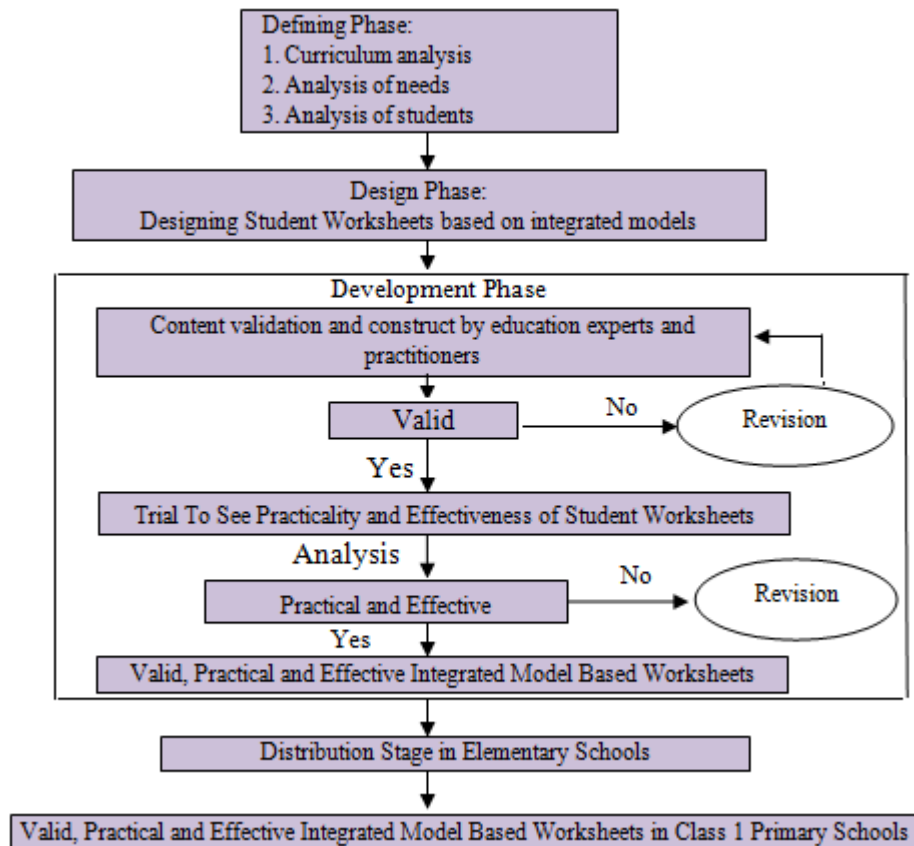 Defining Phase:
1. Curriculum analysis
2. Analysis of needs
3. Analysis of students
Design Phase:
Designing Student Worksheets based on integrated models
Development Phase
Content validation and construct by education experts and
practitioners
Valid
No
Revision
Yes
Trial To See Practicality and Effectiveness of Student Worksheets
Analysis
Practical and Effective
No
Revision
Yes
Valid, Practical and Effective Integrated Model Based Worksheets
Distribution Stage in Elementary Schools
Valid, Practical and Effective Integrated Model Based Worksheets in Class 1 Primary Schools